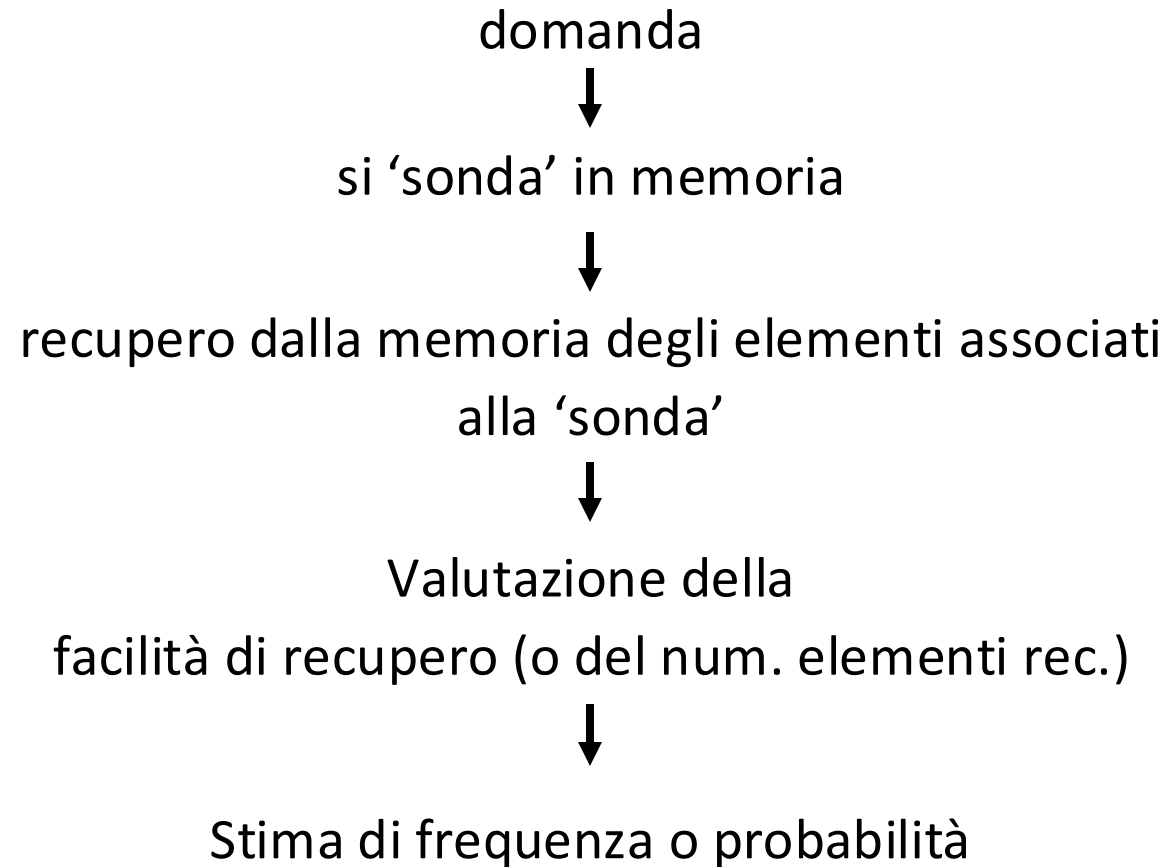 domanda
si ‘sonda’ in memoria
recupero dalla memoria degli elementi associati
alla ‘sonda’
Valutazione della
facilità di recupero (o del num. elementi rec.)
Stima di frequenza o probabilità